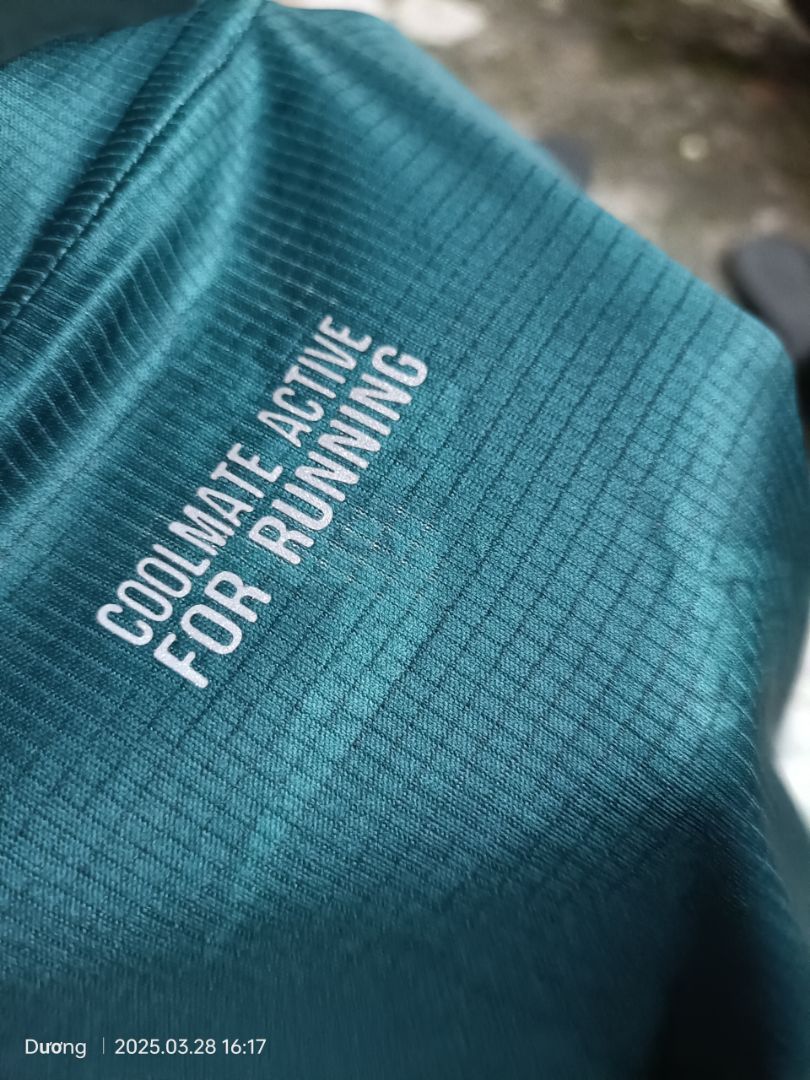 COOLMATE ACTIVE
FOR RUNNING
Dương | 2025.03.28 16:17